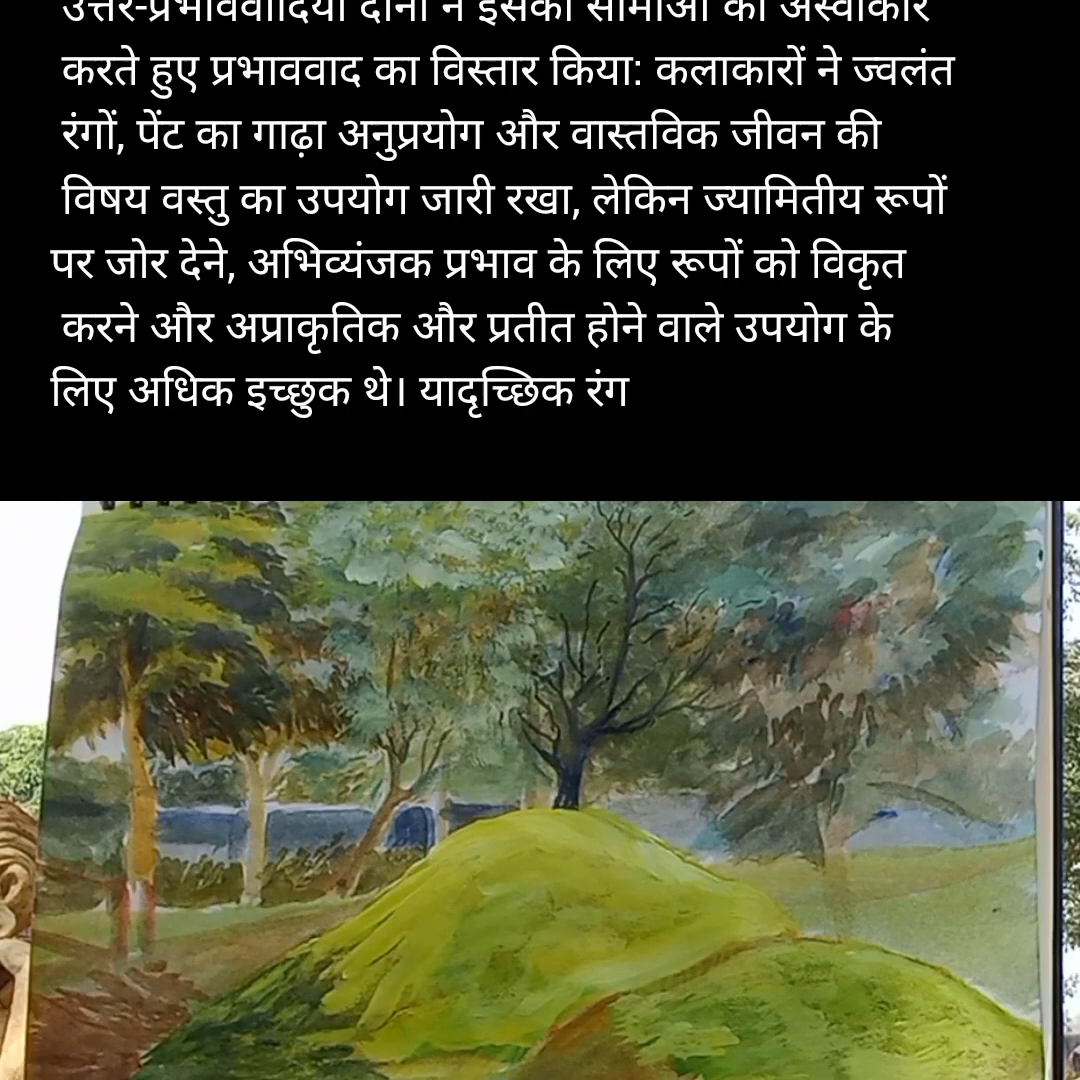 उत्तर-प्रभाववादियों दोनों ने इसकी सीमाओं को अस्वीकार
करते हुए प्रभाववाद का विस्तार किया: कलाकारों ने ज्वलंत
रंगों, पेंट का गाढ़ा अनुप्रयोग और वास्तविक जीवन की
विषय वस्तु का उपयोग जारी रखा, लेकिन ज्यामितीय रूपों
पर जोर देने, अभिव्यंजक प्रभाव के लिए रूपों को विकृत
करने और अप्राकृतिक और प्रतीत होने वाले उपयोग के
लिए अधिक इच्छुक थे। यादृच्छिक रंग